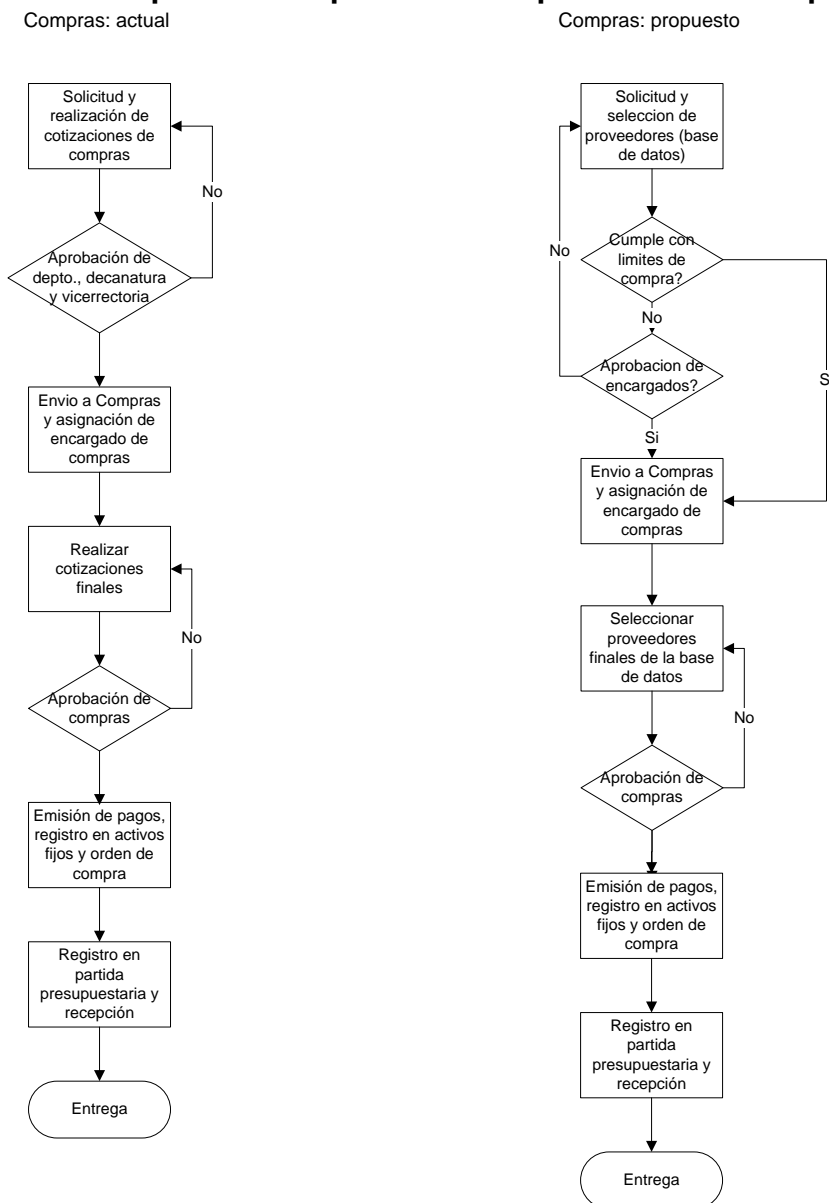 Compras: actual
Solicitud y
realización de
cotizaciones de
compras
No
Aprobación de
depto., decanatura
y vicerrectoria
Envio a Compras
y asignación de
encargado de
compras
Realizar
cotizaciones
finales
No
Aprobación de
compras
Emisión de pagos,
registro en activos
fijos y orden de
compra
Registro en
partida
presupuestaria y
recepción
Entrega
Compras: propuesto
Solicitud y
seleccion de
proveedores (base
de datos)
No
Cumple con
limites de
compra?
No
Aprobacion de
encargados?
S
Si
Envio a Compras
y asignación de
encargado de
compras
Seleccionar
proveedores
finales de la base
de datos
No
Aprobación de
compras
Emisión de pagos,
registro en activos
fijos y orden de
compra
Registro en
partida
presupuestaria y
recepción
Entrega